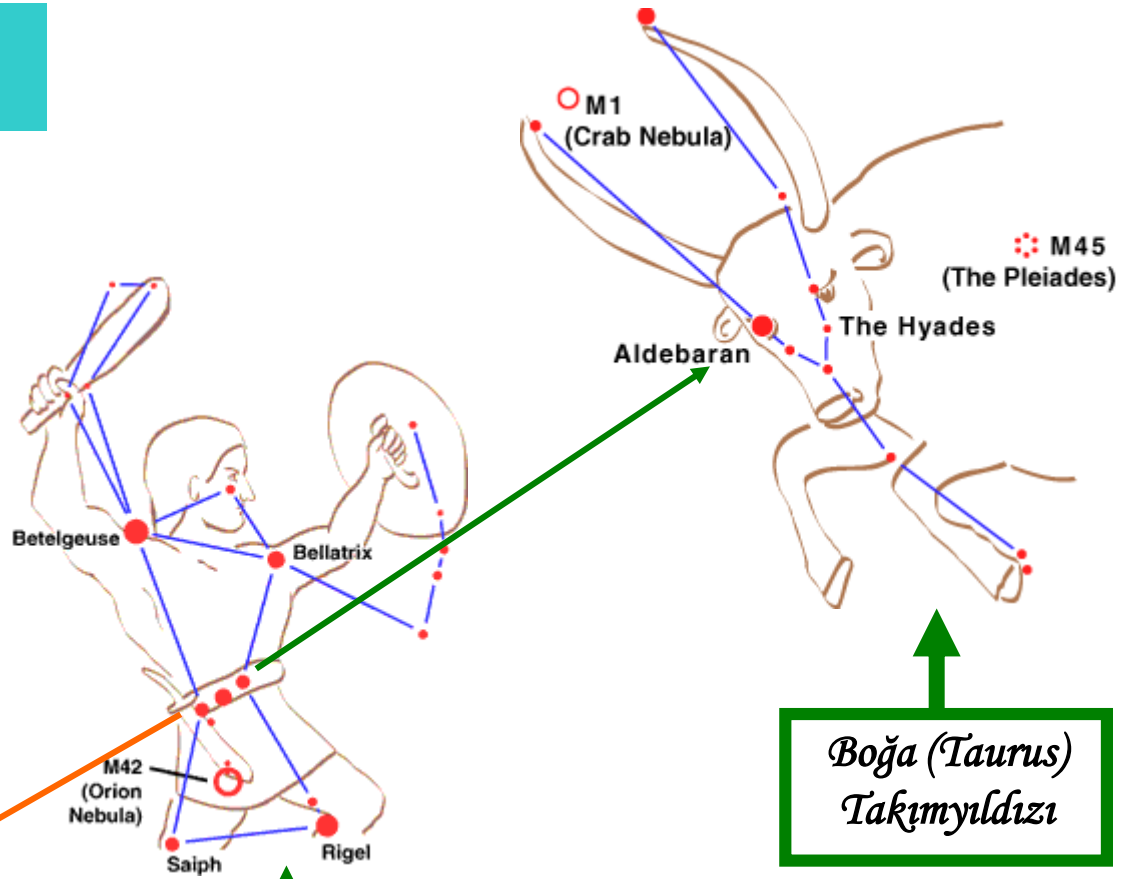 M1
(Crab Nebula)
M45
(The Pleiades)
The Hyades
Aldebaran
Betelgeuse
Bellatrix
M42
(Orion
Nebula)
Saiph
Rigel
Boğa (Taurus)
Takımyıldızı